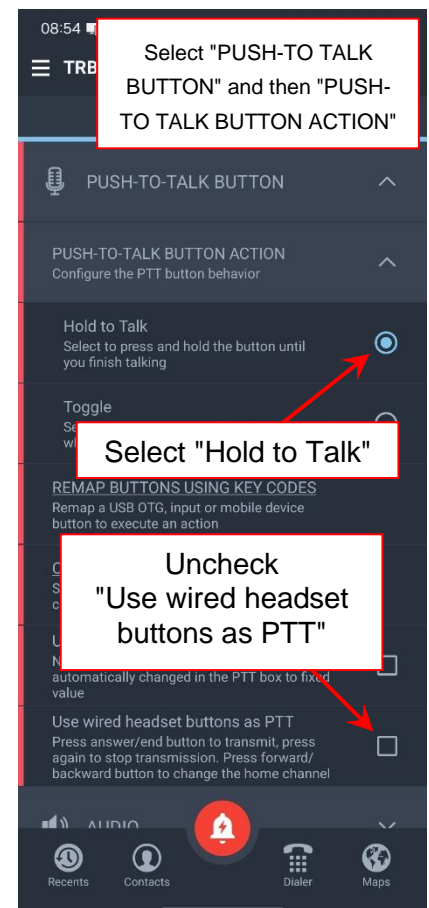 08:54
Select "PUSH-TO TALK
BUTTON" and then "PUSH-
TO TALK BUTTON ACTION"
TRB
PUSH-TO-TALK BUTTON
PUSH-TO-TALK BUTTON ACTION
Configure the PTT button behavior
Hold to Talk
Select to press and hold the button until
you finish talking
Toggle
Select "Hold to Talk"
REMAP BUTTONS USING KEY CODES
Remap a USB OTG, input or mobile device
button to execute an action
Uncheck
"Use wired headset
buttons as PTT"
automatically changed in the PTT box to fixed
value
Use wired headset buttons as PTT
Press answer/end button to transmit, press
again to stop transmission. Press forward/
backward button to change the home channel
AUDIO
Recents
Contacts
Dialer
Maps